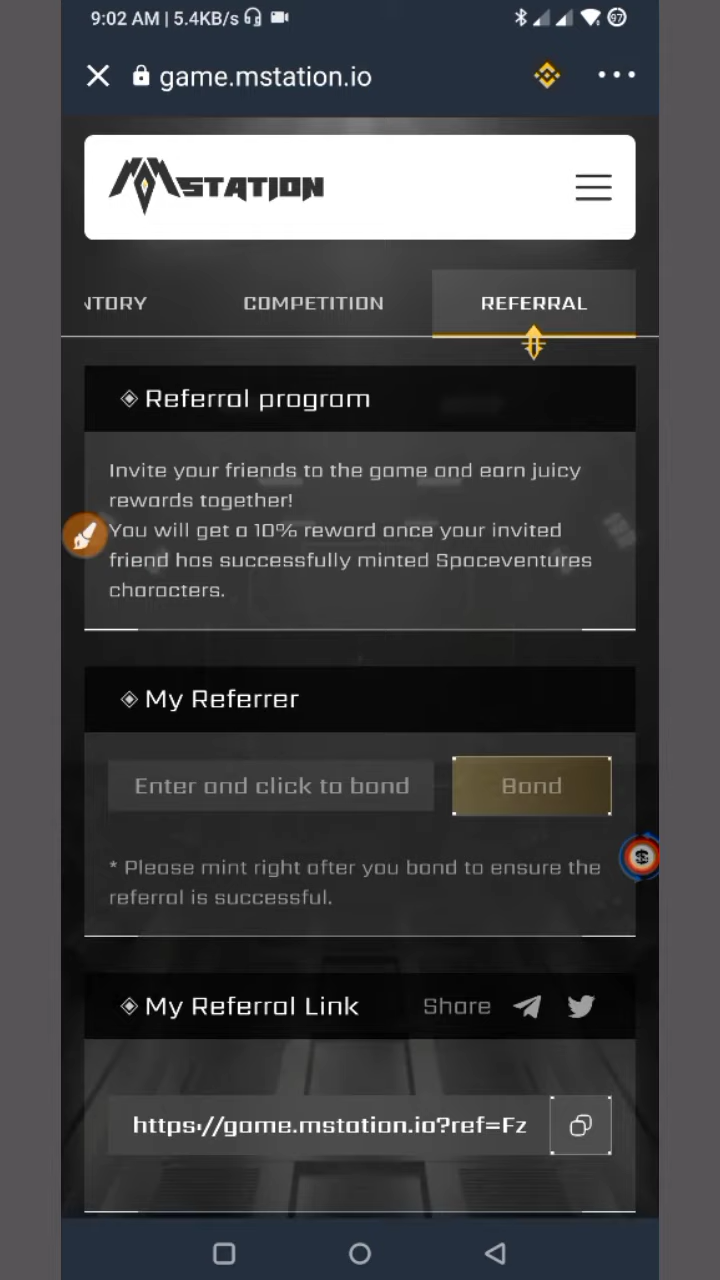 9:02 AM | 5.4KB/s
97
game.mstation.io
MSTATION
NTORY
COMPETITION
REFERRAL
Referral program
Invite your friends to the game and earn juicy
rewards together!
You will get a 10% reward once your invited
friend has successfully minted Spaceventures
characters.
My Referrer
Enter and click to bond
Bond
* Please mint right after you bond to ensure the
referral is successful.
My Referral Link
Share
https://game.mstation.io?ref=Fz